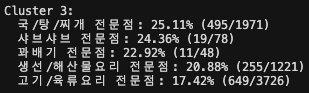 Cluster 3:
국/탕/찌개 전문점: 25.11% (495/1971)
샤브샤브 전문점: 24.36% (19/78)
꽈배기 전문점: 22.92% (11/48)
생선/해산물요리 전문점: 20.88% (255/1221)
고기/육류요리 전문점: 17.42% (649/3726)